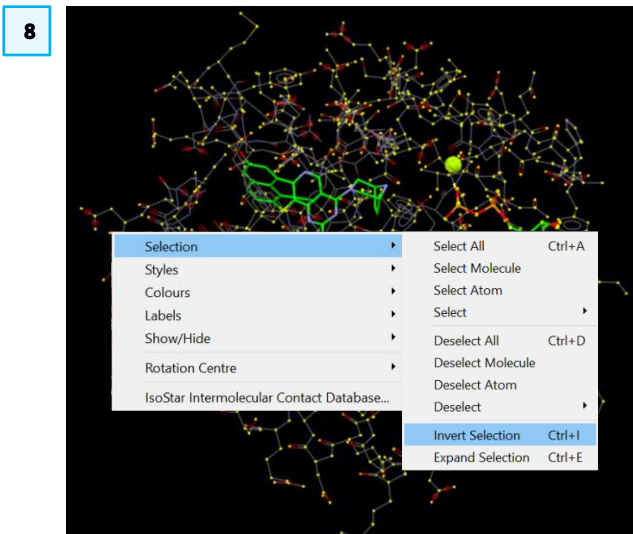 8
Selection
Styles
Colours
Labels
Show/Hide
Rotation Centre
IsoStar Intermolecular Contact Database...
Select All Ctrl+A
Select Molecule
Select Atom
Select
Deselect All Ctrl+D
Deselect Molecule
Deselect Atom
Deselect
Invert Selection Ctrl+I
Expand Selection Ctrl+E